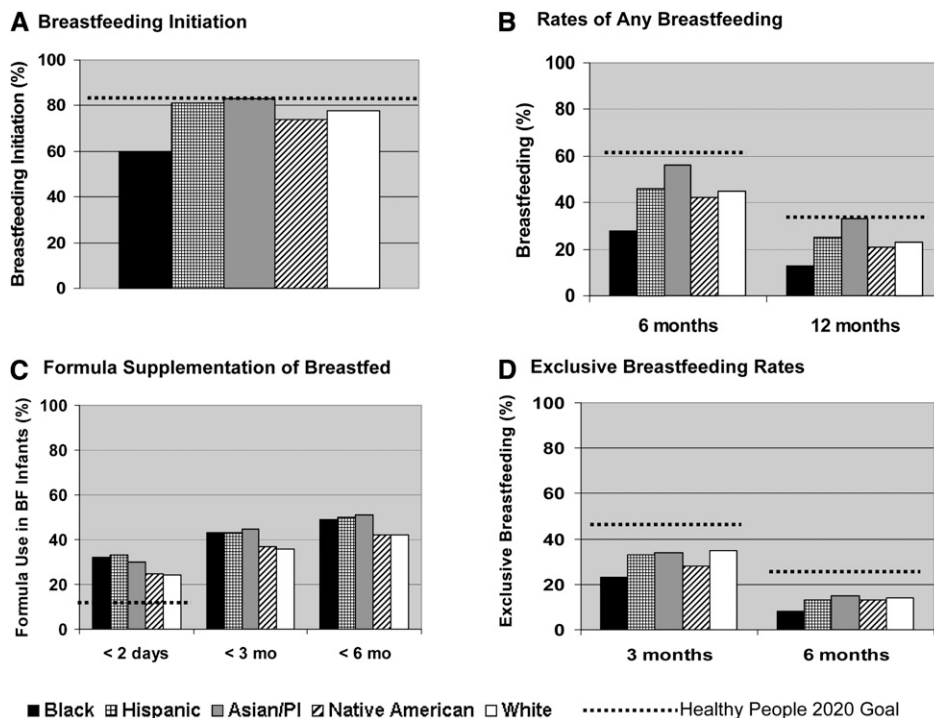 A Breastfeeding Initiation
Breastfeeding Initiation (%)
100
80
60
40
20
0
B Rates of Any Breastfeeding
Breastfeeding (%)
100
80
60
40
20
0
6 months 12 months
C Formula Supplementation of Breastfed
Formula Use in BF Infants (%)
100
80
60
40
20
0
< 2 days < 3 mo < 6 mo
D Exclusive Breastfeeding Rates
Exclusive Breastfeeding (%)
100
80
60
40
20
0
3 months 6 months
Black Hispanic Asian/PI Native American White Healthy People 2020 Goal